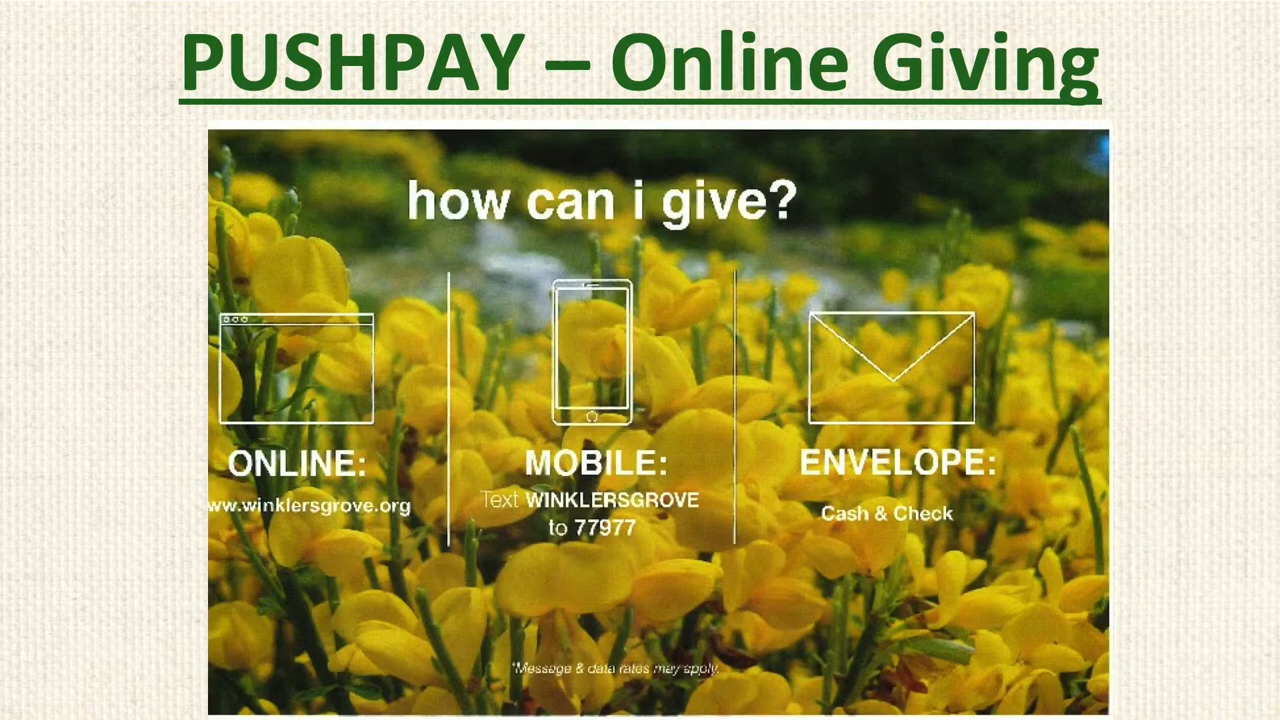 PUSHPAY – Online Giving
how can i give?
ONLINE:
www.winklersgrove.org
MOBILE:
Text WINKLERSGROVE
to 77977
ENVELOPE:
Cash & Check
*Message & data rates may apply.